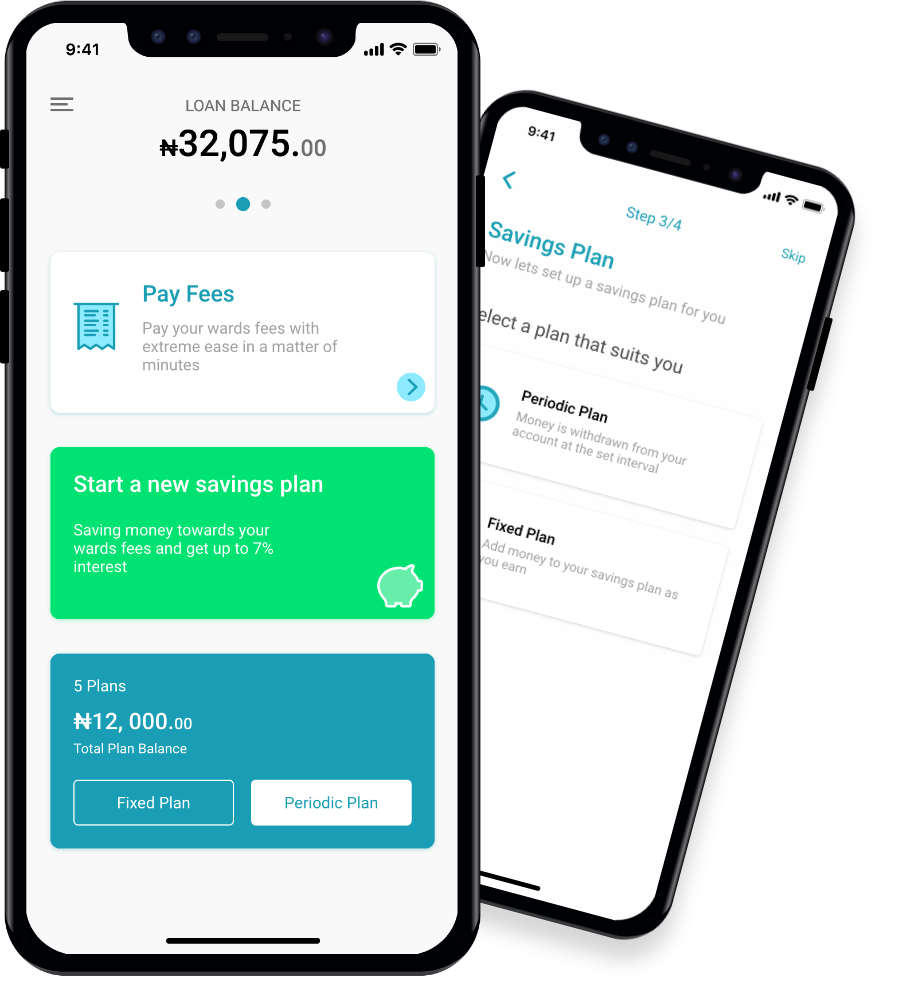 9:41
LOAN BALANCE
₦32,075.00
Pay Fees
Pay your wards fees with
extreme ease in a matter of
minutes
Start a new savings plan
Saving money towards your
wards fees and get up to 7%
interest
5 Plans
₦12, 000.00
Total Plan Balance
Fixed Plan
Periodic Plan
9:41
Step 3/4
Skip
Savings Plan
Now lets set up a savings plan for you
elect a plan that suits you
Periodic Plan
Money is withdrawn from your
account at the set interval
Fixed Plan
Add money to your savings plan as
you earn